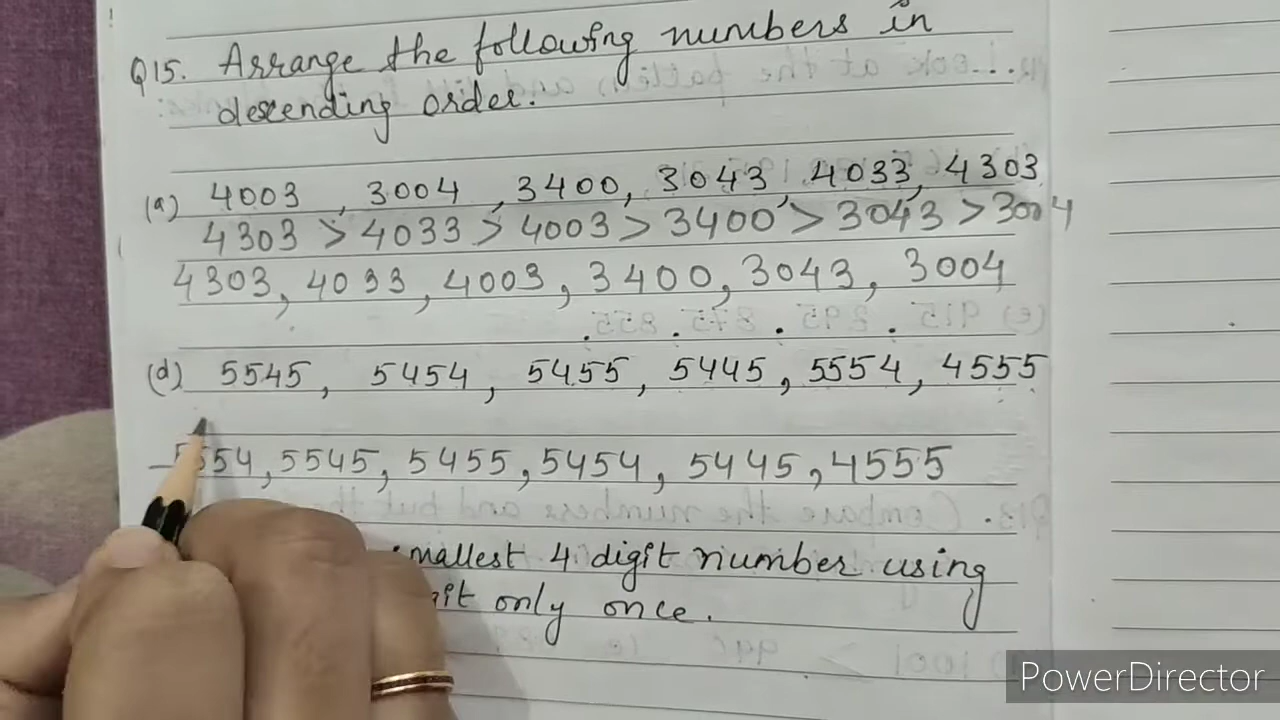 Q15. Arrange the following numbers in
descending order.
(a) 4003, 3004, 3400, 3043, 4033, 4303
4303 > 4033 > 4003 > 3400 > 3043 > 3004
4303, 4033, 4003, 3400, 3043, 3004
(d) 5545, 5454, 5455, 5445, 5554, 4555
5554, 5545, 5455, 5454, 5445, 4555
smallest 4 digit number using
only once.
PowerDirector